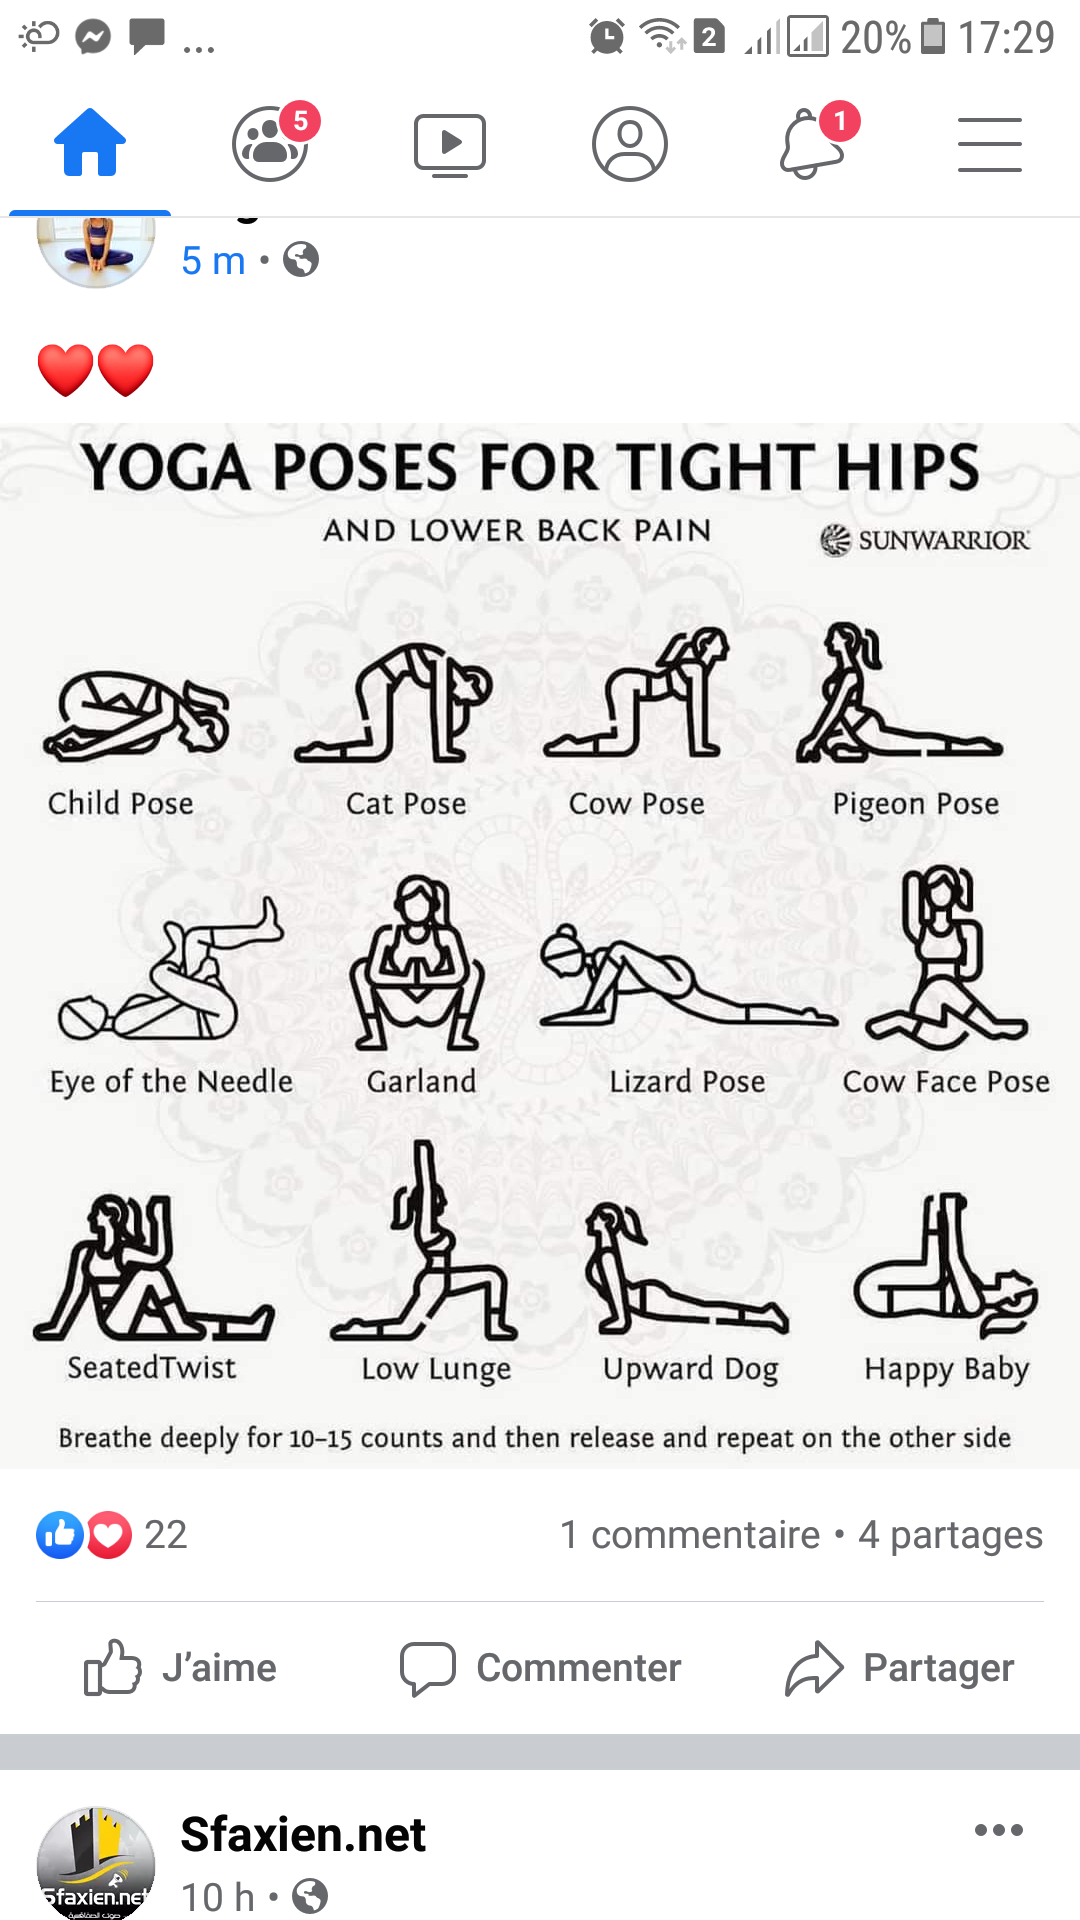 ... 2 20% 17:29
5
1
5 m •
YOGA POSES FOR TIGHT HIPS
AND LOWER BACK PAIN
SUNWARRIOR
Child Pose Cat Pose Cow Pose Pigeon Pose
Eye of the Needle Garland Lizard Pose Cow Face Pose
SeatedTwist Low Lunge Upward Dog Happy Baby
Breathe deeply for 10–15 counts and then release and repeat on the other side
22 1 commentaire • 4 partages
J’aime Commenter Partager
Sfaxien.net
10 h •
Sfaxien.net